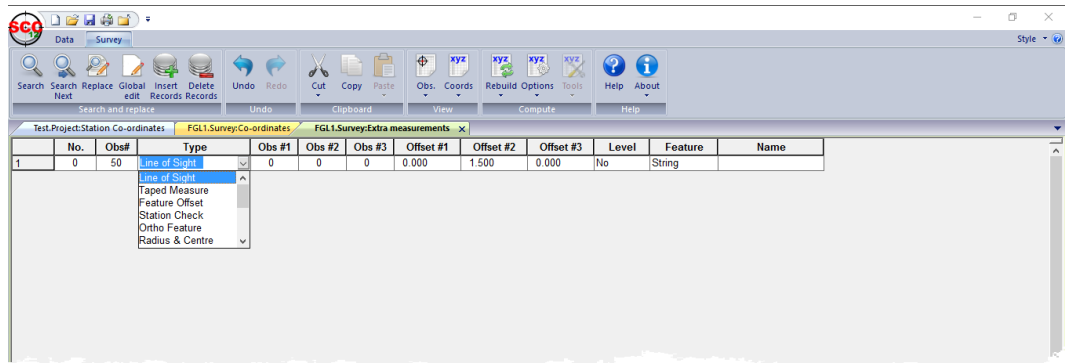 SCC
12
Data Survey Style
Search Search Next Replace Global edit Insert Records Delete Records Undo Redo Cut Copy Paste Obs. xyz Coords xyz Rebuild xyz Options xyz Tools Help About
Search and replace Undo Clipboard View Compute Help
Test.Project:Station Co-ordinates FGL1.Survey:Co-ordinates FGL1.Survey:Extra measurements x
No. Obs# Type Obs #1 Obs #2 Obs #3 Offset #1 Offset #2 Offset #3 Level Feature Name
1 0 50 Line of Sight 0 0 0 0.000 1.500 0.000 No String
Line of Sight
Taped Measure
Feature Offset
Station Check
Ortho Feature
Radius & Centre